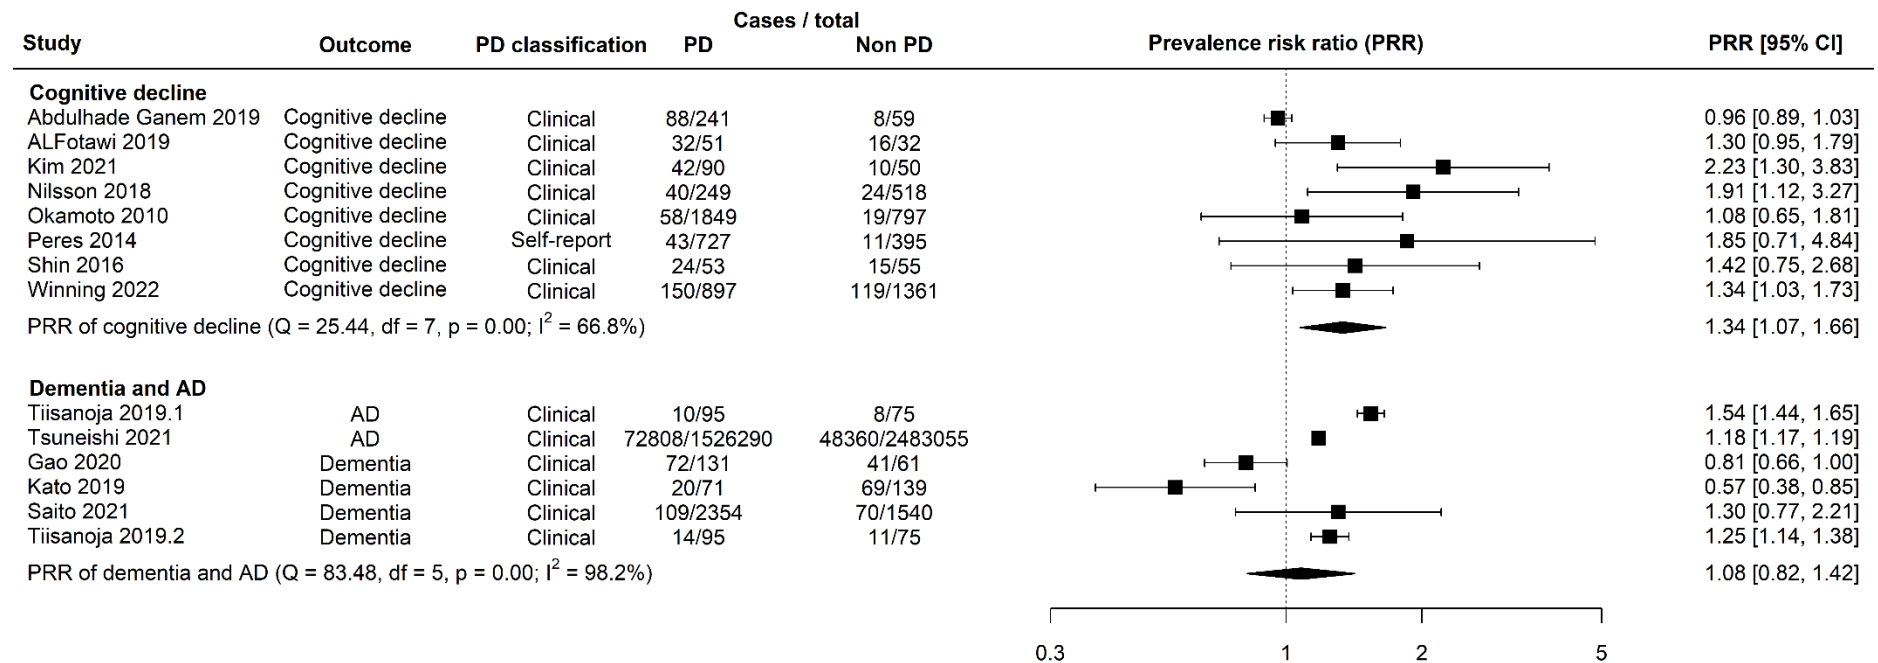 Cases / total
Study Outcome PD classification PD Non PD Prevalence risk ratio (PRR) PRR [95% CI]
Cognitive decline
Abdulhade Ganem 2019 Cognitive decline Clinical 88/241 8/59 0.96 [0.89, 1.03]
ALFotawi 2019 Cognitive decline Clinical 32/51 16/32 1.30 [0.95, 1.79]
Kim 2021 Cognitive decline Clinical 42/90 10/50 2.23 [1.30, 3.83]
Nilsson 2018 Cognitive decline Clinical 40/249 24/518 1.91 [1.12, 3.27]
Okamoto 2010 Cognitive decline Clinical 58/1849 19/797 1.08 [0.65, 1.81]
Peres 2014 Cognitive decline Self-report 43/727 11/395 1.85 [0.71, 4.84]
Shin 2016 Cognitive decline Clinical 24/53 15/55 1.42 [0.75, 2.68]
Winning 2022 Cognitive decline Clinical 150/897 119/1361 1.34 [1.03, 1.73]
PRR of cognitive decline (Q = 25.44, df = 7, p = 0.00; I² = 66.8%) 1.34 [1.07, 1.66]
Dementia and AD
Tiisanoja 2019.1 AD Clinical 10/95 8/75 1.54 [1.44, 1.65]
Tsuneishi 2021 AD Clinical 72808/1526290 48360/2483055 1.18 [1.17, 1.19]
Gao 2020 Dementia Clinical 72/131 41/61 0.81 [0.66, 1.00]
Kato 2019 Dementia Clinical 20/71 69/139 0.57 [0.38, 0.85]
Saito 2021 Dementia Clinical 109/2354 70/1540 1.30 [0.77, 2.21]
Tiisanoja 2019.2 Dementia Clinical 14/95 11/75 1.25 [1.14, 1.38]
PRR of dementia and AD (Q = 83.48, df = 5, p = 0.00; I² = 98.2%) 1.08 [0.82, 1.42]
0.3 1 2 5